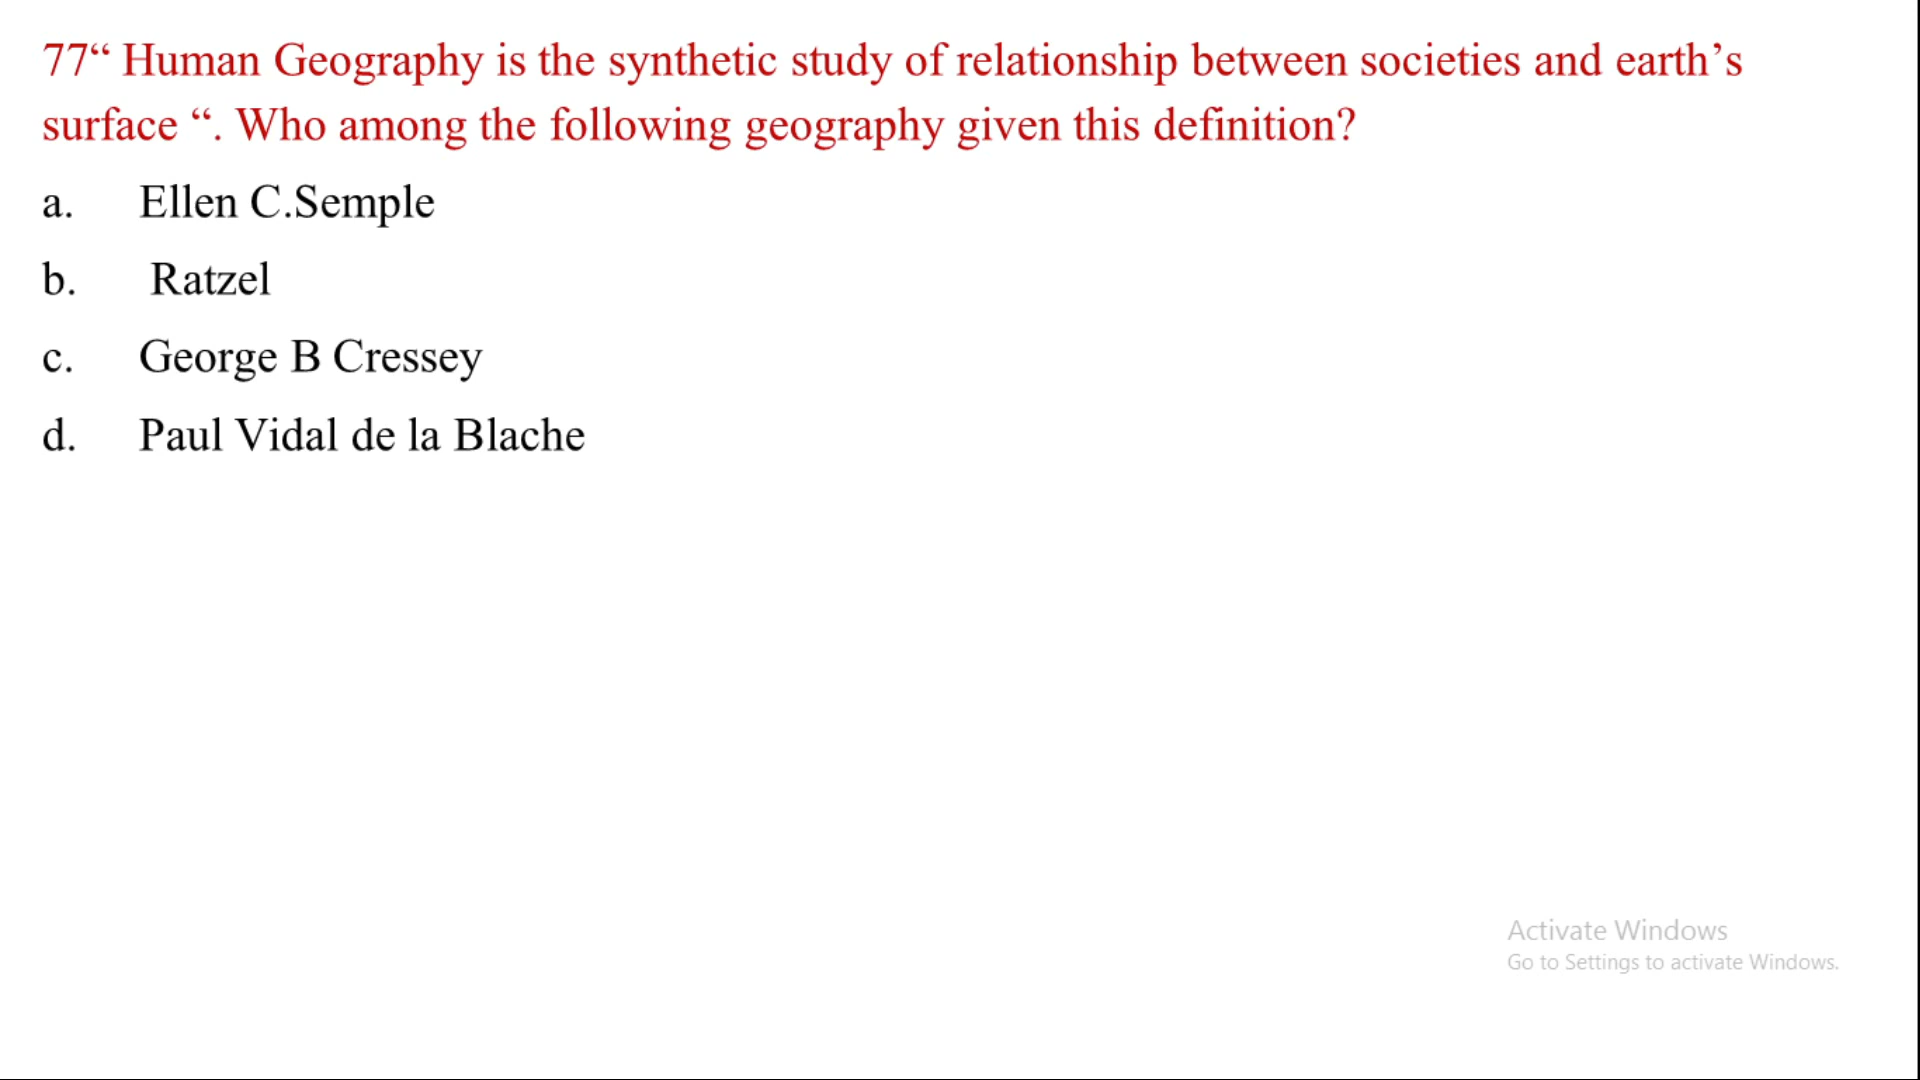 77“ Human Geography is the synthetic study of relationship between societies and earth’s
surface “. Who among the following geography given this definition?
a. Ellen C.Semple
b. Ratzel
c. George B Cressey
d. Paul Vidal de la Blache
Activate Windows
Go to Settings to activate Windows.